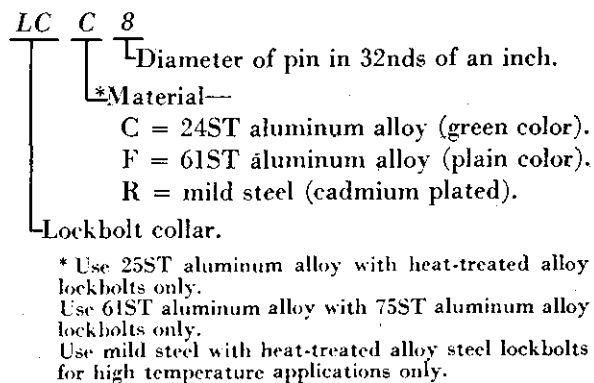 LC C 8
Diameter of pin in 32nds of an inch.
*Material—
C = 24ST aluminum alloy (green color).
F = 61ST aluminum alloy (plain color).
R = mild steel (cadmium plated).
Lockbolt collar.
* Use 25ST aluminum alloy with heat-treated alloy
lockbolts only.
Use 61ST aluminum alloy with 75ST aluminum alloy
lockbolts only.
Use mild steel with heat-treated alloy steel lockbolts
for high temperature applications only.